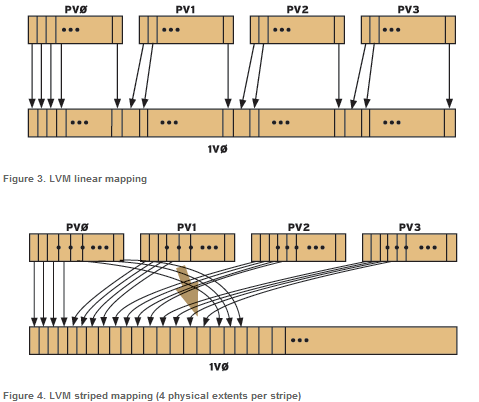 PVØ PV1 PV2 PV3
1VØ
Figure 3. LVM linear mapping
PVØ PV1 PV2 PV3
1VØ
Figure 4. LVM striped mapping (4 physical extents per stripe)